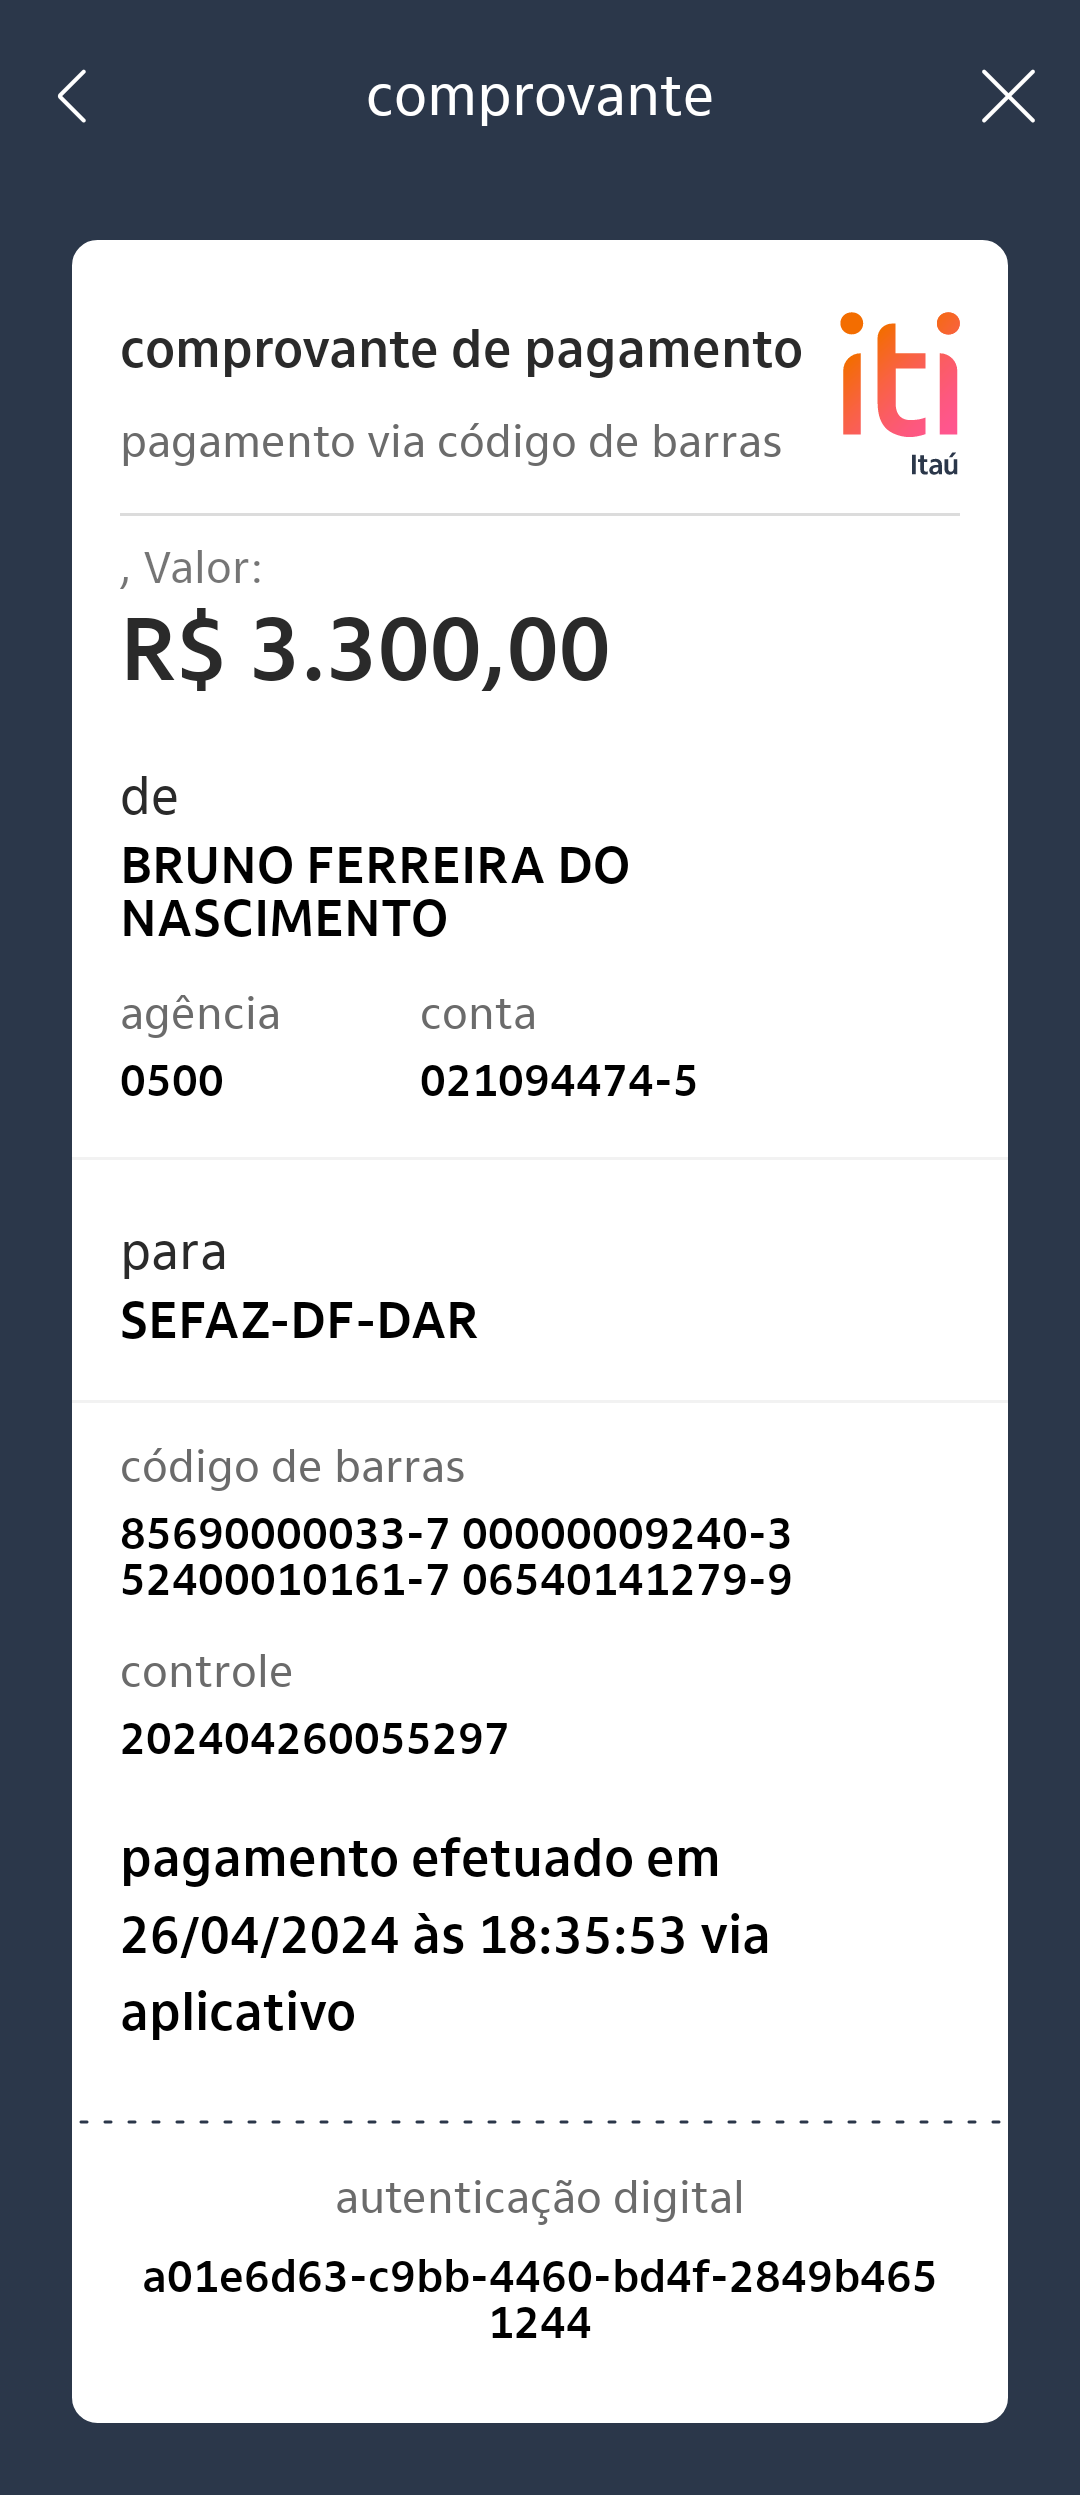 comprovante
comprovante de pagamento
iti
pagamento via código de barras
Itaú
, Valor:
R$ 3.300,00
de
BRUNO FERREIRA DO
NASCIMENTO
agência conta
0500 021094474-5
para
SEFAZ-DF-DAR
código de barras
85690000033-7 00000009240-3
52400010161-7 06540141279-9
controle
202404260055297
pagamento efetuado em
26/04/2024 às 18:35:53 via
aplicativo
autenticação digital
a01e6d63-c9bb-4460-bd4f-2849b465
1244